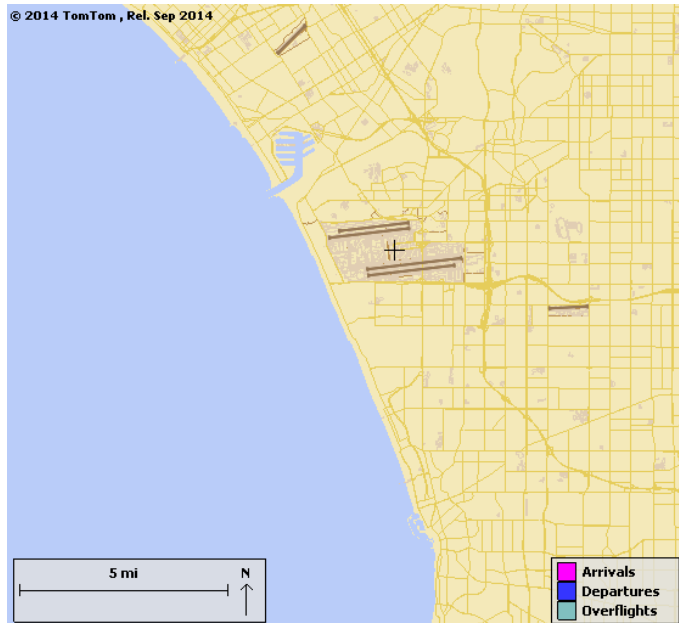 © 2014 TomTom , Rel. Sep 2014
5 mi
N
Arrivals
Departures
Overflights